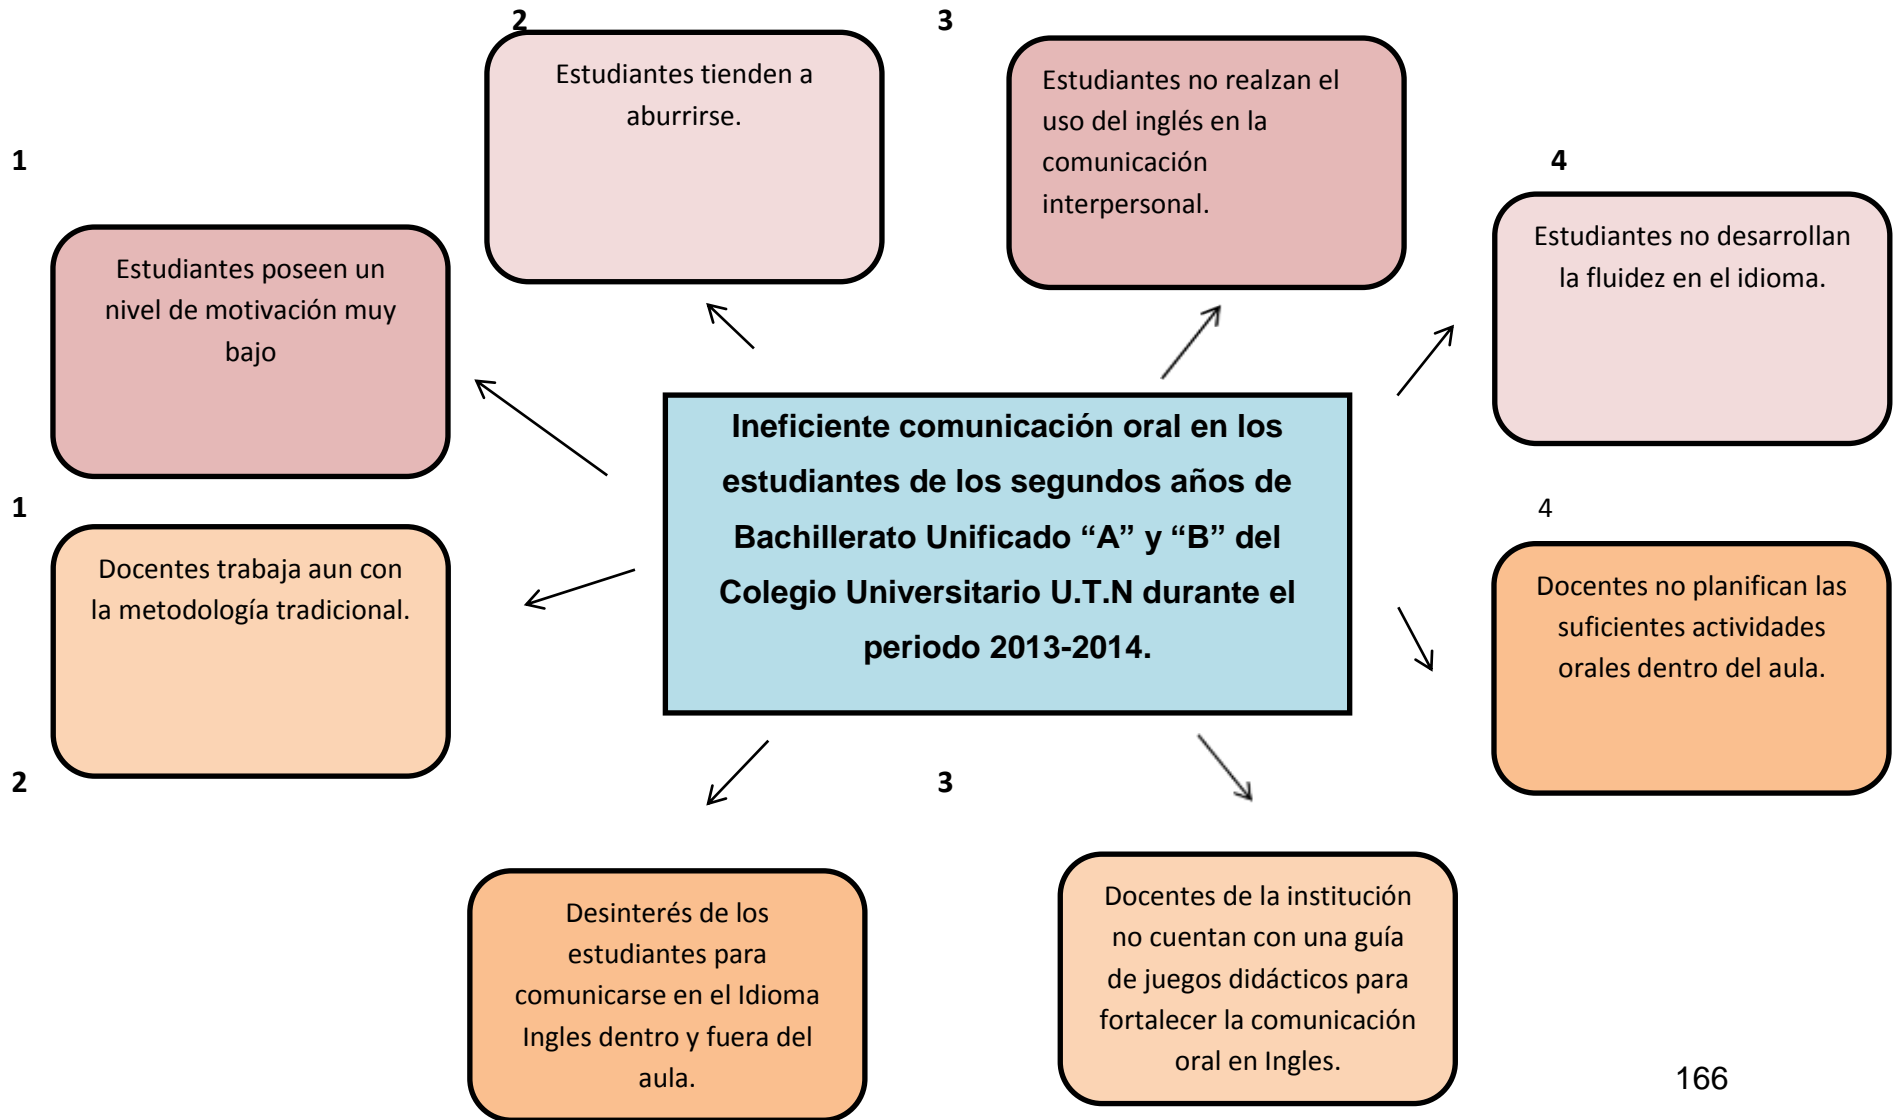 2
Estudiantes tienden a
aburrirse.
3
Estudiantes no realzan el
uso del inglés en la
comunicación
interpersonal.
1
Estudiantes poseen un
nivel de motivación muy
bajo
4
Estudiantes no desarrollan
la fluidez en el idioma.
Ineficiente comunicación oral en los
estudiantes de los segundos años de
Bachillerato Unificado “A” y “B” del
Colegio Universitario U.T.N durante el
periodo 2013-2014.
1
Docentes trabaja aun con
la metodología tradicional.
4
Docentes no planifican las
suficientes actividades
orales dentro del aula.
2
Desinterés de los
estudiantes para
comunicarse en el Idioma
Ingles dentro y fuera del
aula.
3
Docentes de la institución
no cuentan con una guía
de juegos didácticos para
fortalecer la comunicación
oral en Ingles.
166